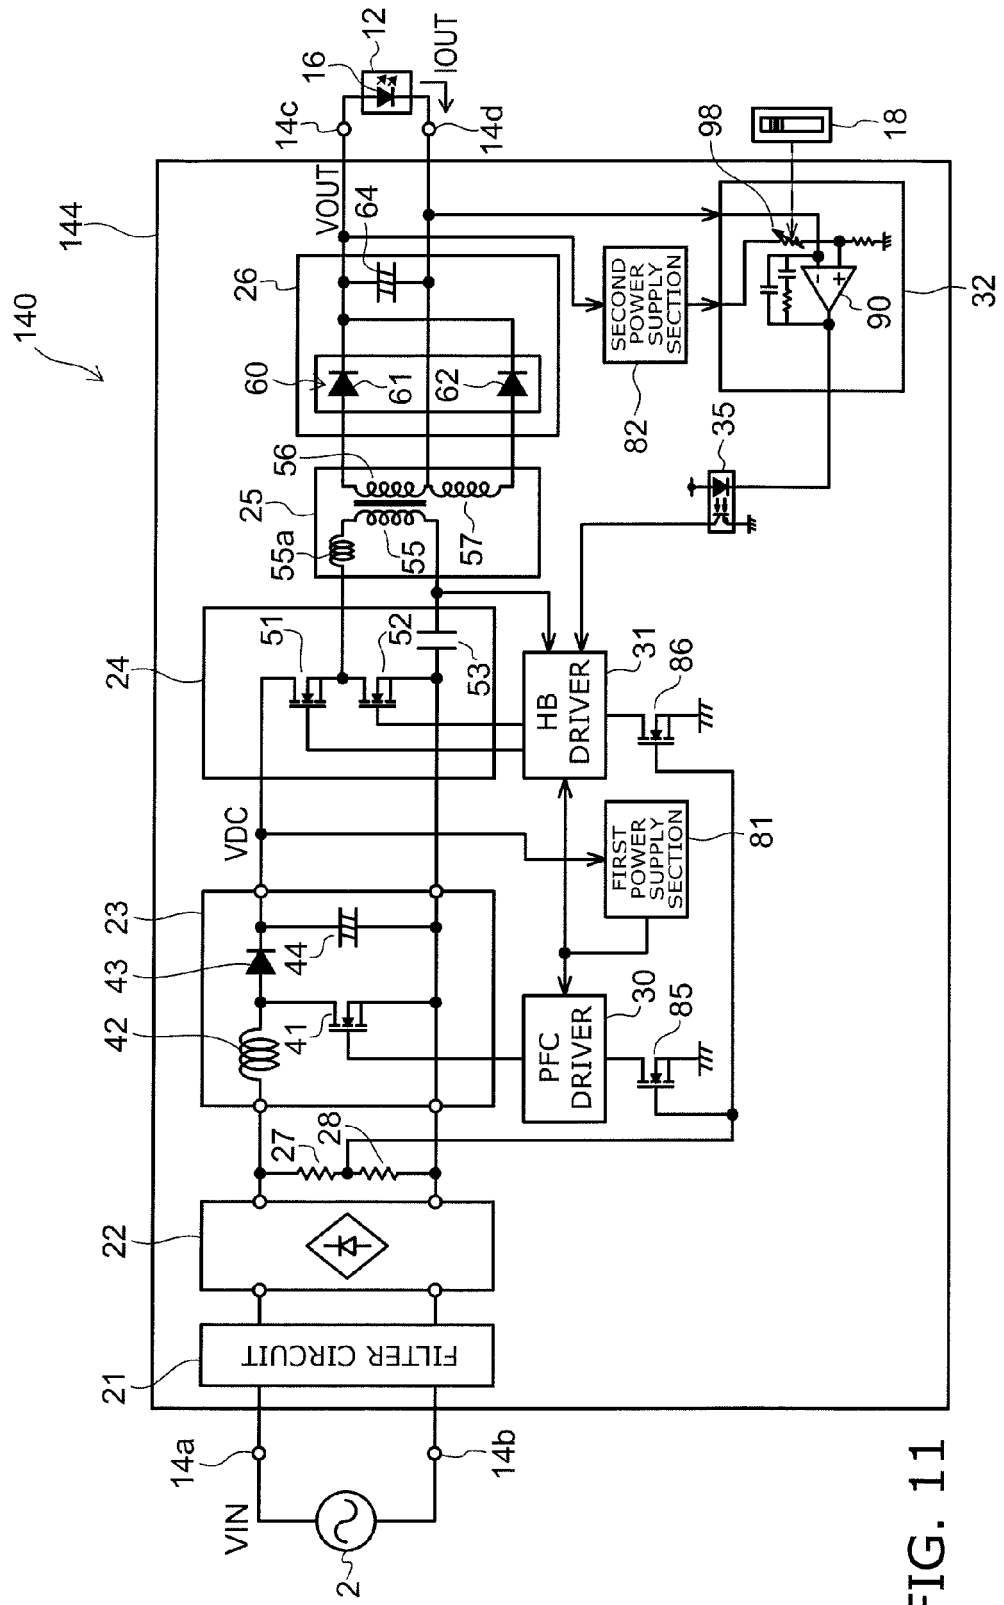 140
144
VIN
14a
14b
2
21
FILTER CIRCUIT
22
27
28
23
42
43
41
44
VDC
24
51
52
53
25
55a
55
56
57
26
60
61
62
64
VOUT
14c
14d
16
12
IOUT
PFC
DRIVER
30
85
FIRST
POWER
SUPPLY
SECTION
81
HB
DRIVER
31
86
35
SECOND
POWER
SUPPLY
SECTION
82
98
18
-
+
90
32
FIG. 11